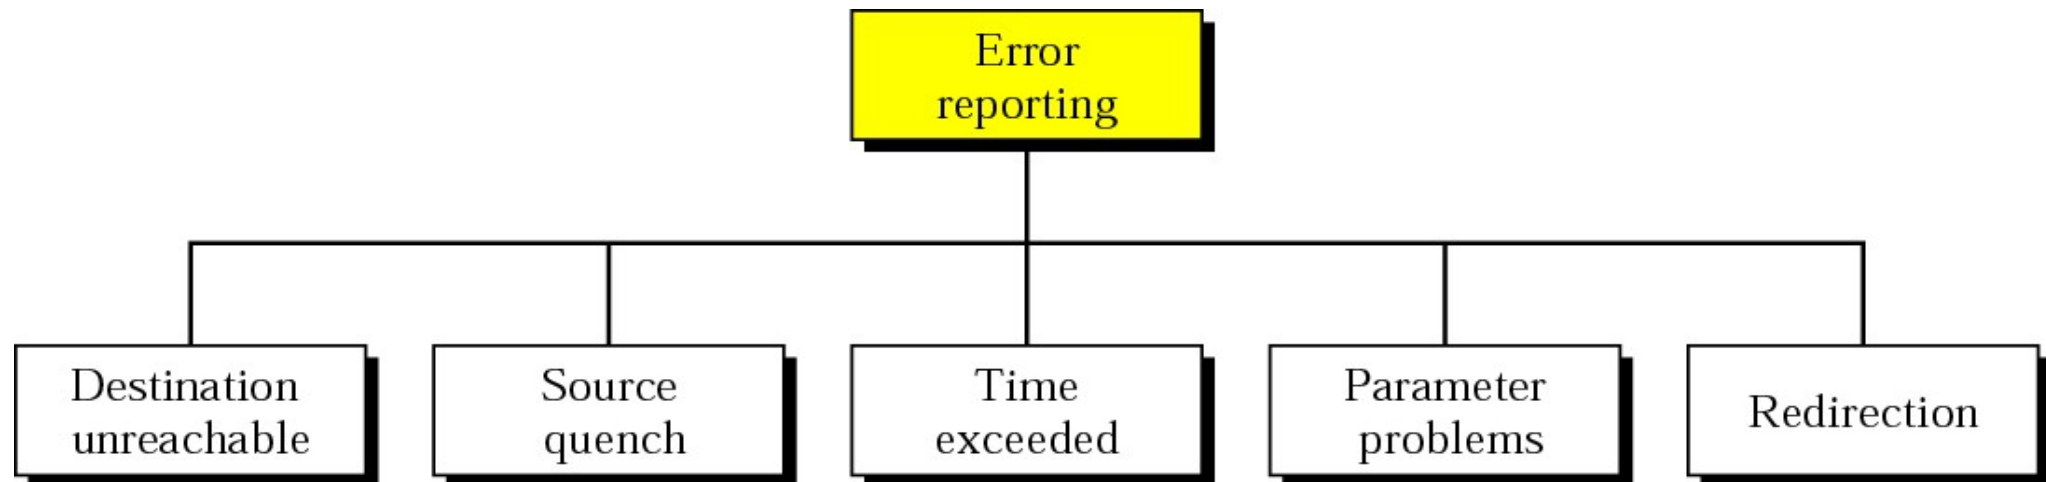 Error
reporting
Destination
unreachable
Source
quench
Time
exceeded
Parameter
problems
Redirection